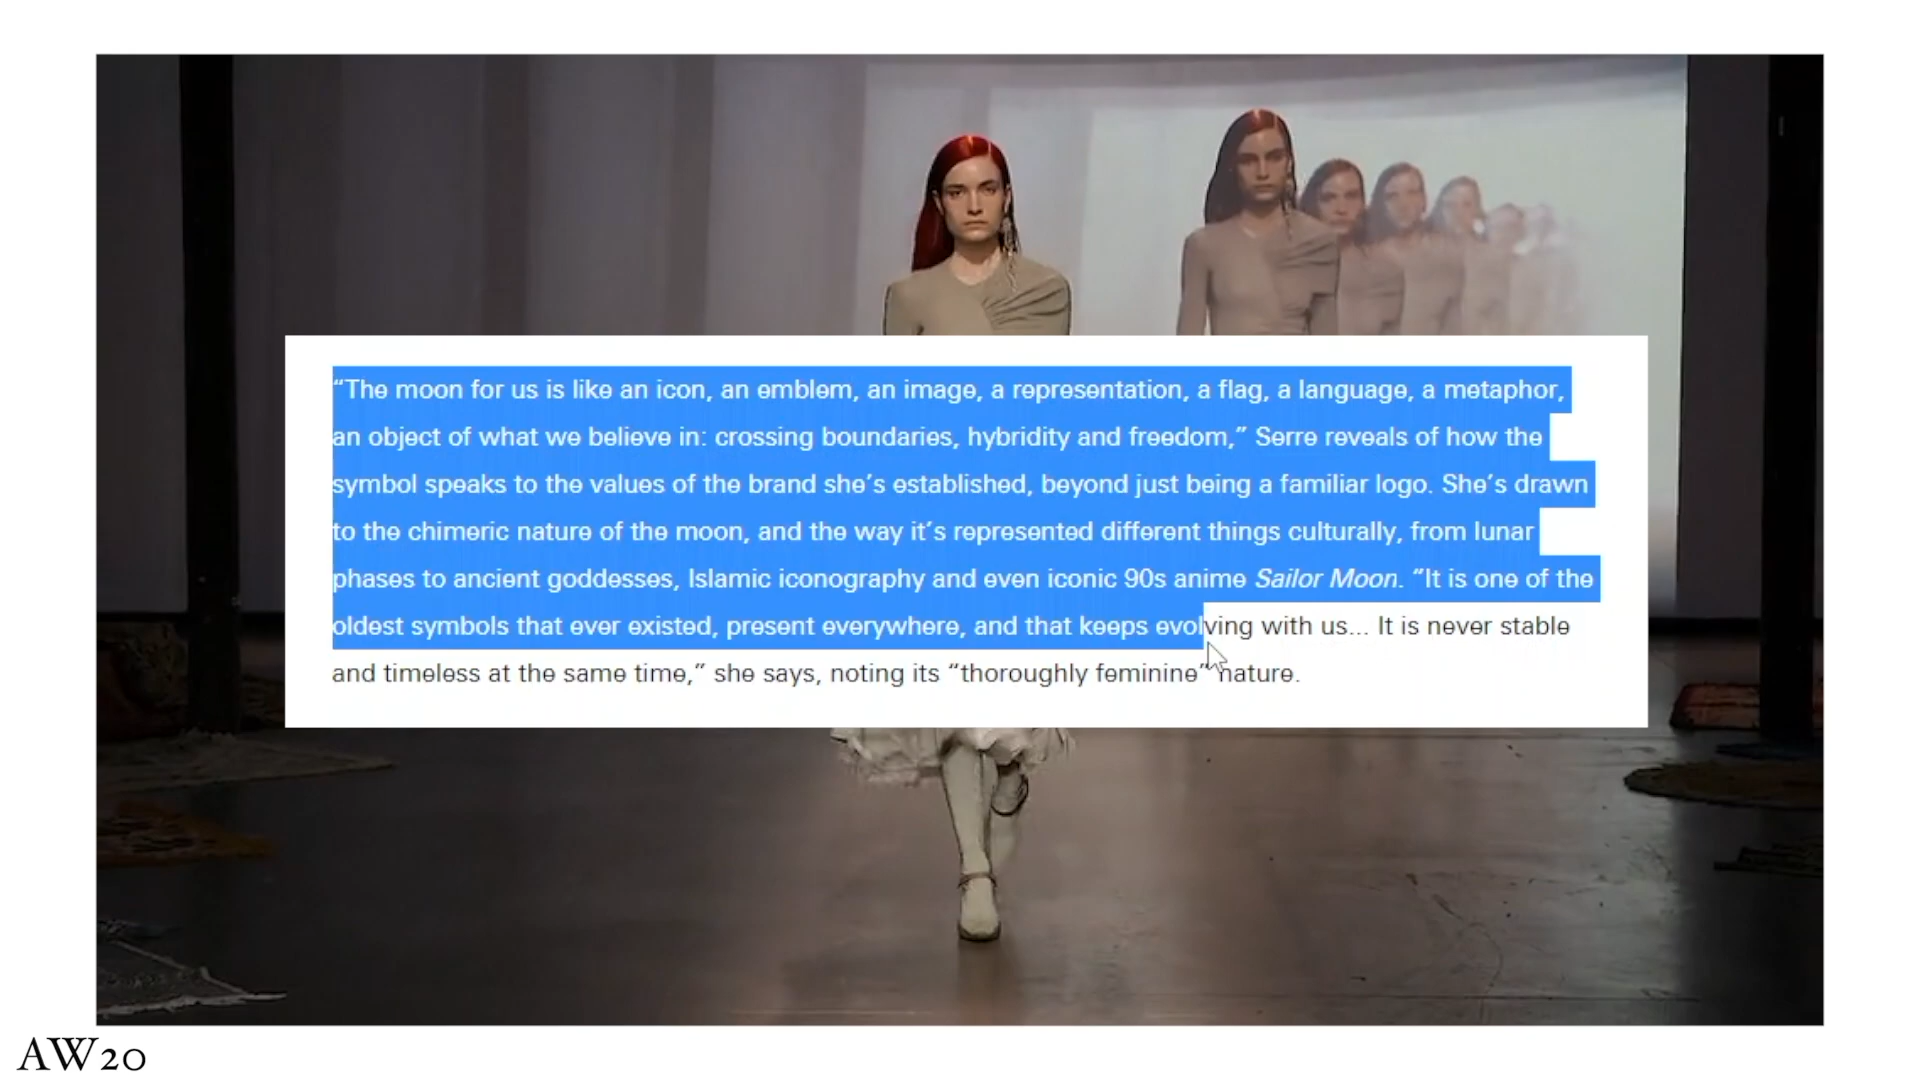 “The moon for us is like an icon, an emblem, an image, a representation, a flag, a language, a metaphor,
an object of what we believe in: crossing boundaries, hybridity and freedom,” Serre reveals of how the
symbol speaks to the values of the brand she’s established, beyond just being a familiar logo. She’s drawn
to the chimeric nature of the moon, and the way it’s represented different things culturally, from lunar
phases to ancient goddesses, Islamic iconography and even iconic 90s anime Sailor Moon. “It is one of the
oldest symbols that ever existed, present everywhere, and that keeps evolving with us... It is never stable
and timeless at the same time,” she says, noting its “thoroughly feminine” nature.
AW20